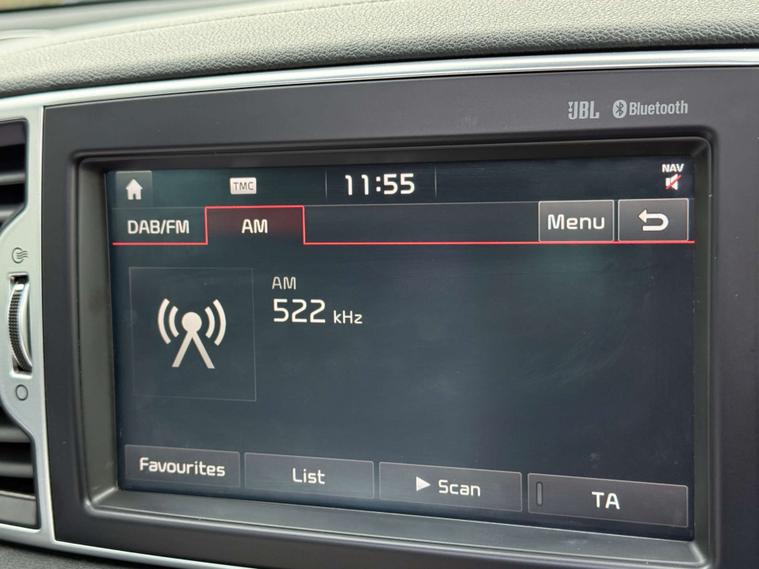 JBL Bluetooth
TMC 11:55 NAV
DAB/FM AM Menu
AM
522 kHz
Favourites List Scan TA